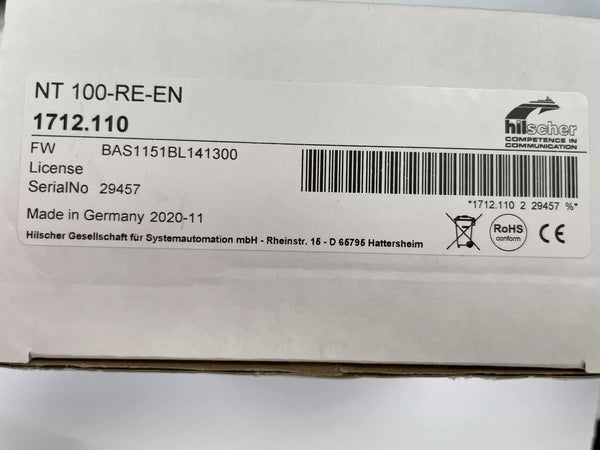 NT 100-RE-EN
1712.110
hilscher
COMPETENCE IN
COMMUNICATION
FW BAS1151BL141300
License
SerialNo 29457
*1712.110 2 29457 %*
Made in Germany 2020-11
RoHS
conform
CE
Hilscher Gesellschaft für Systemautomation mbH - Rheinstr. 15 - D 65795 Hattersheim